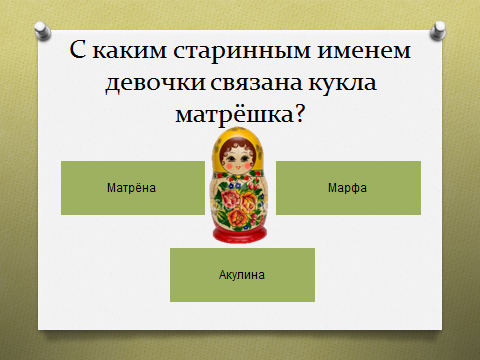 С каким старинным именем
девочки связана кукла
матрёшка?
Матрёна
Марфа
Акулина